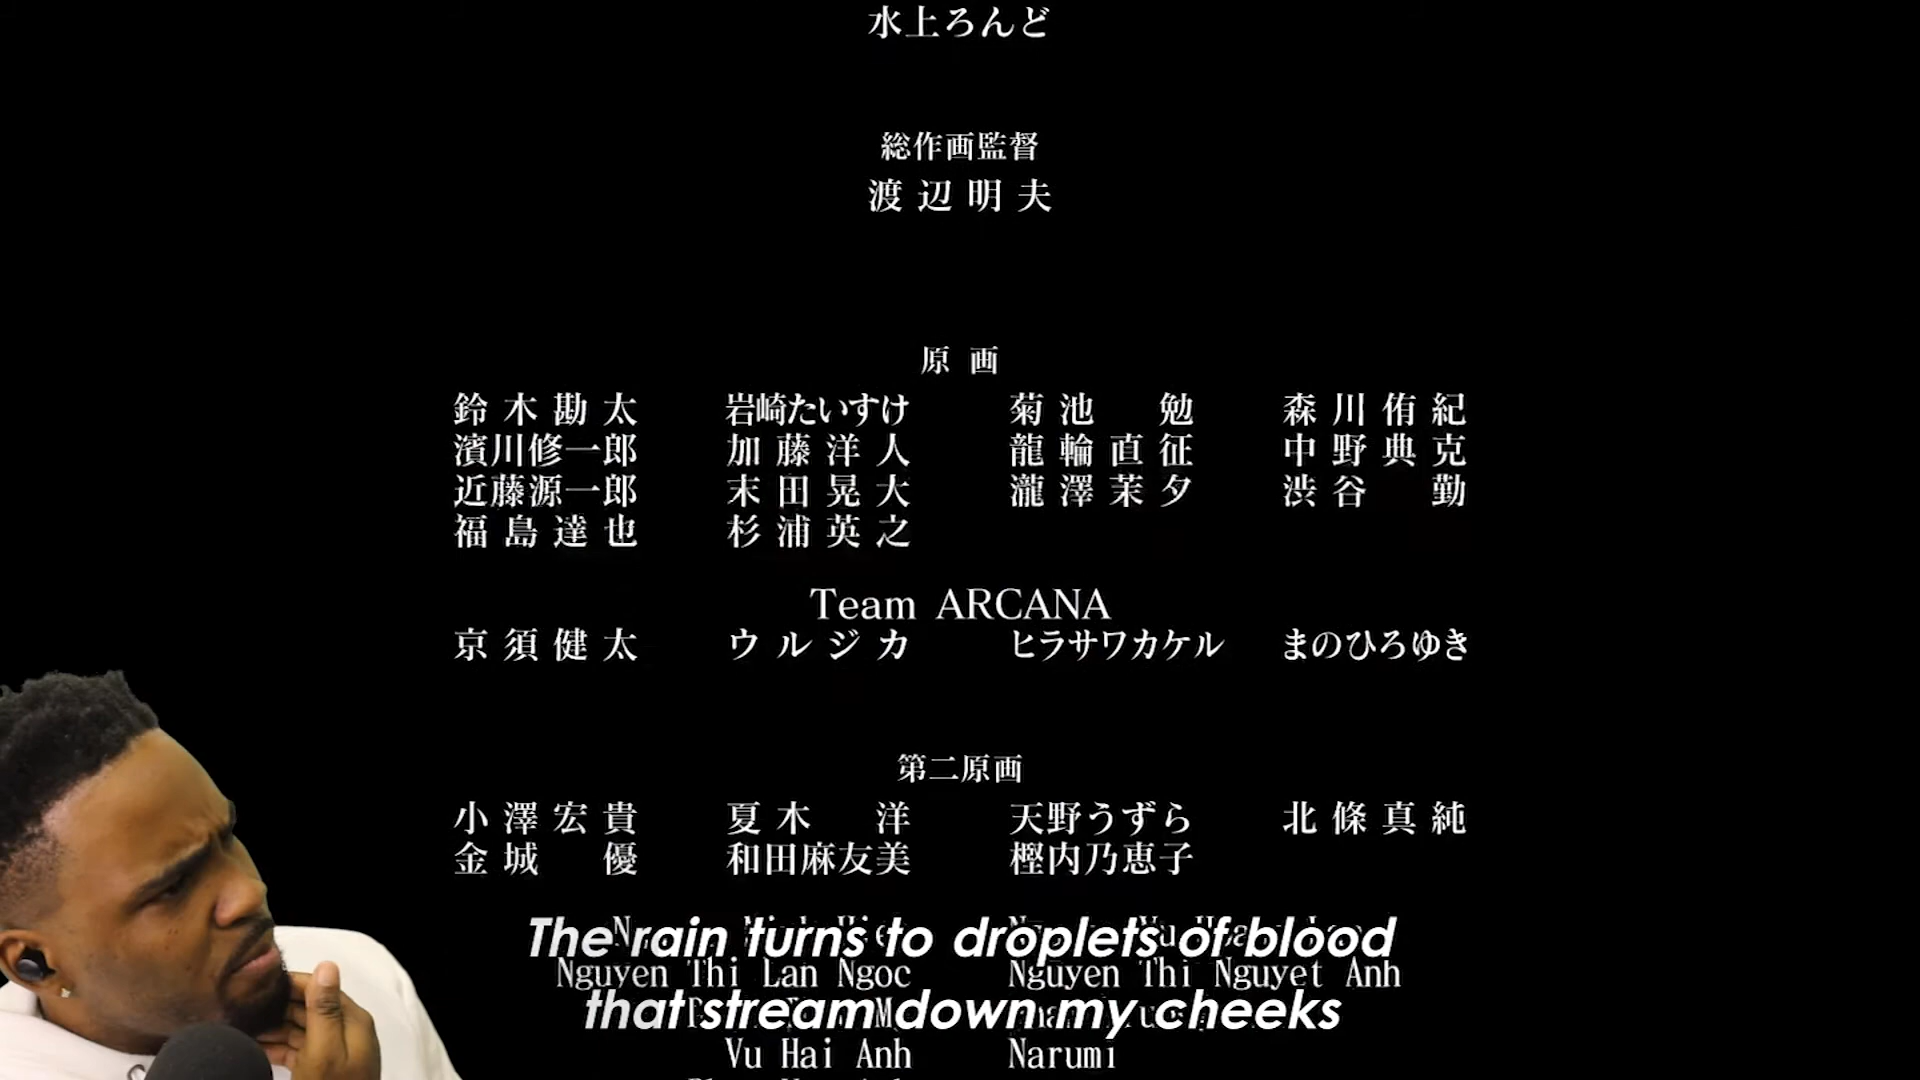 水上ろんど
総作画監督
渡辺明夫
原画
鈴木勘太 岩崎たいすけ 菊池 勉 森川侑紀
濱川修一郎 加藤洋人 龍輪直征 中野典克
近藤源一郎 末田晃大 瀧澤茉夕 渋谷 勤
福島達也 杉浦英之
Team ARCANA
京須健太 ウルジカ ヒラサワカケル まのひろゆき
第二原画
小澤宏貴 夏木 洋 天野うずら 北條真純
金城 優 和田麻友美 樫内乃恵子
The rain turns to droplets of blood
Nguyen Thi Lan Ngoc Nguyen Thi Nguyet Anh
that stream down my cheeks
Vu Hai Anh Narumi